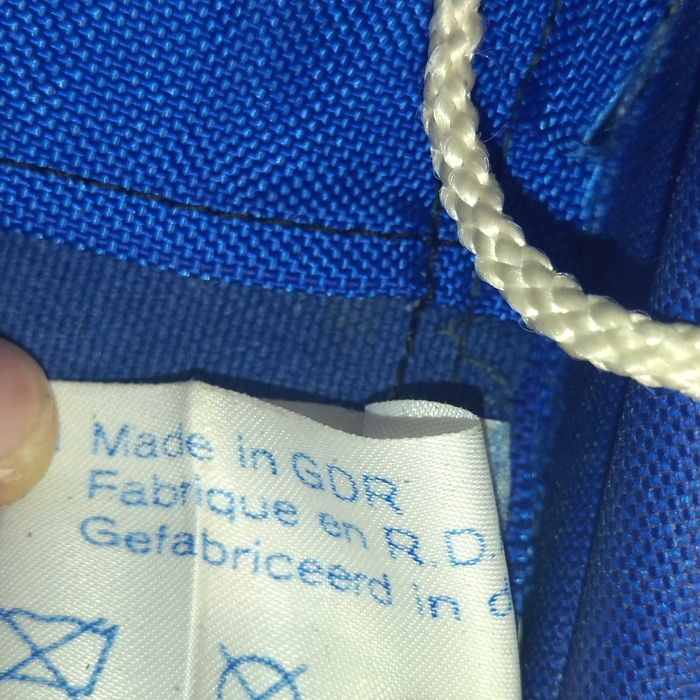 Made in GDR
Fabrique en R.D.
Gefabriceerd in d